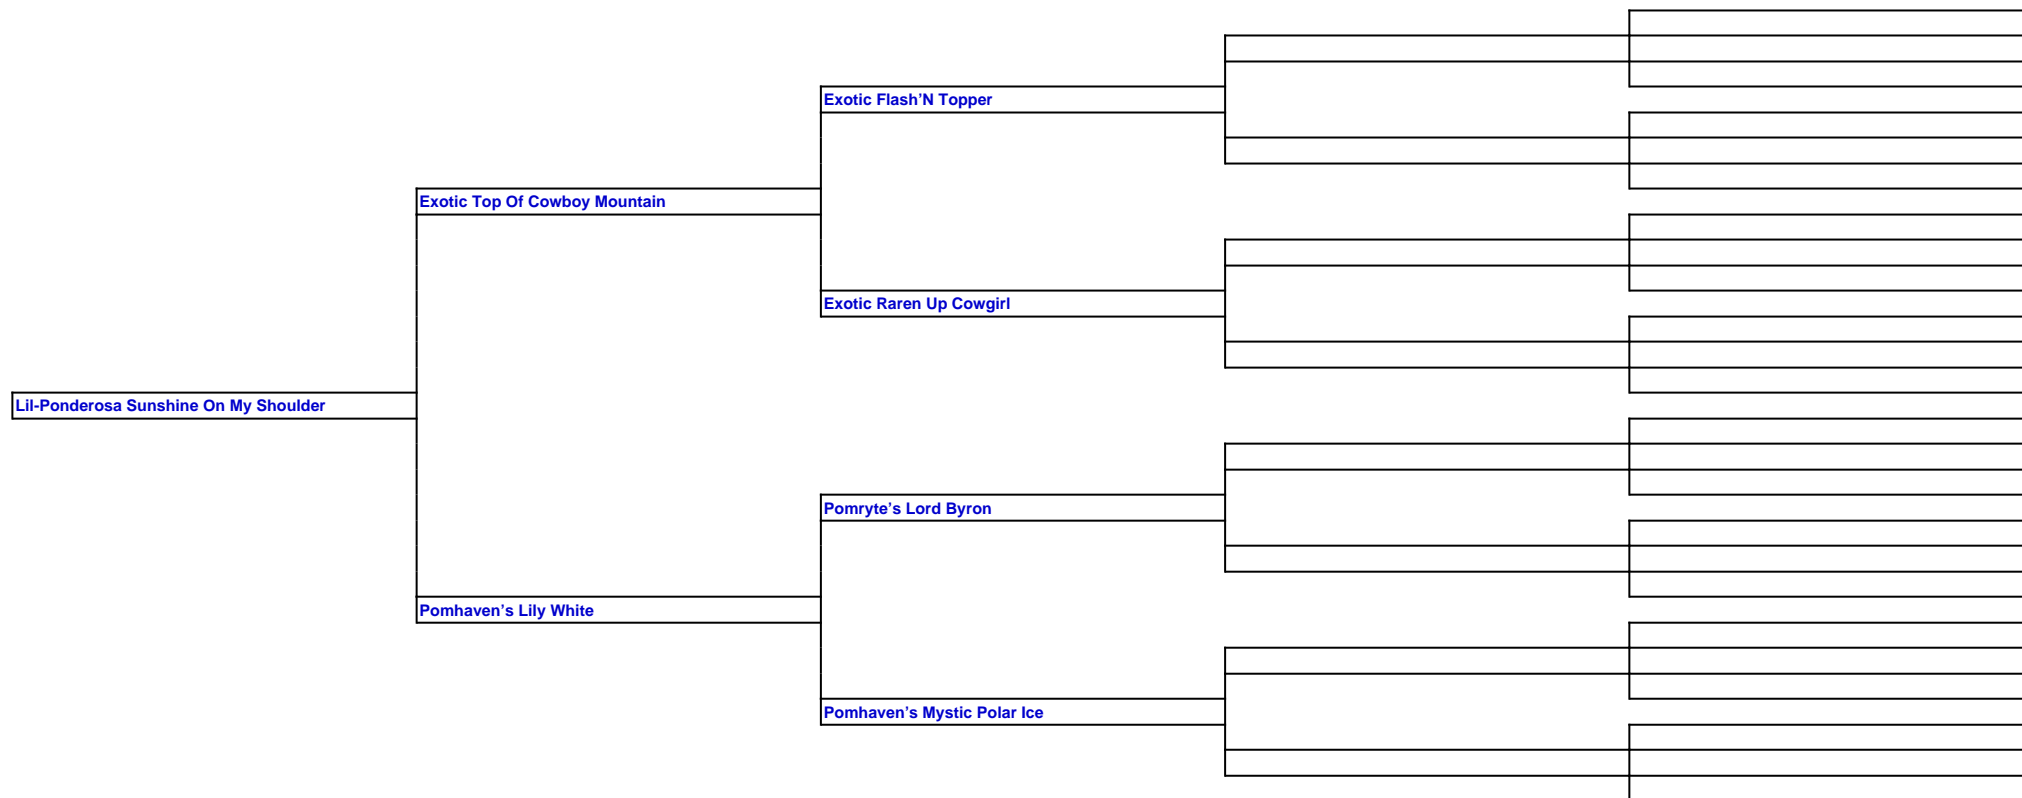 Exotic Flash’N Topper
Exotic Top Of Cowboy Mountain
Exotic Raren Up Cowgirl
Lil-Ponderosa Sunshine On My Shoulder
Pomryte’s Lord Byron
Pomhaven’s Lily White
Pomhaven’s Mystic Polar Ice